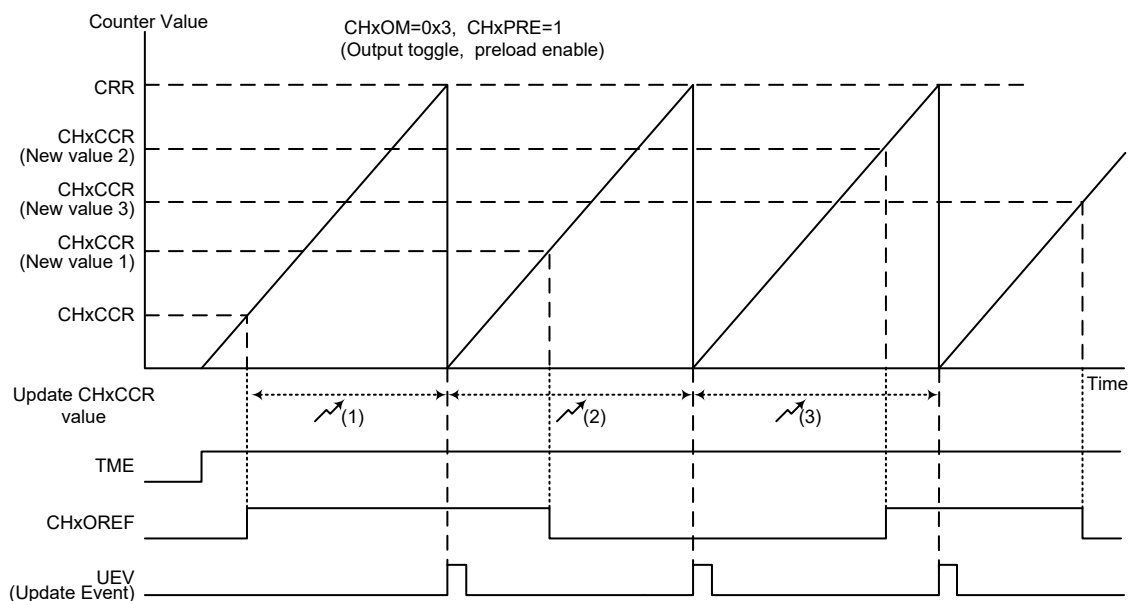 Counter Value
CHxOM=0x3, CHxPRE=1
(Output toggle, preload enable)
CRR
CHxCCR
(New value 2)
CHxCCR
(New value 3)
CHxCCR
(New value 1)
CHxCCR
Time
Update CHxCCR
value
(1)
(2)
(3)
TME
CHxOREF
UEV
(Update Event)